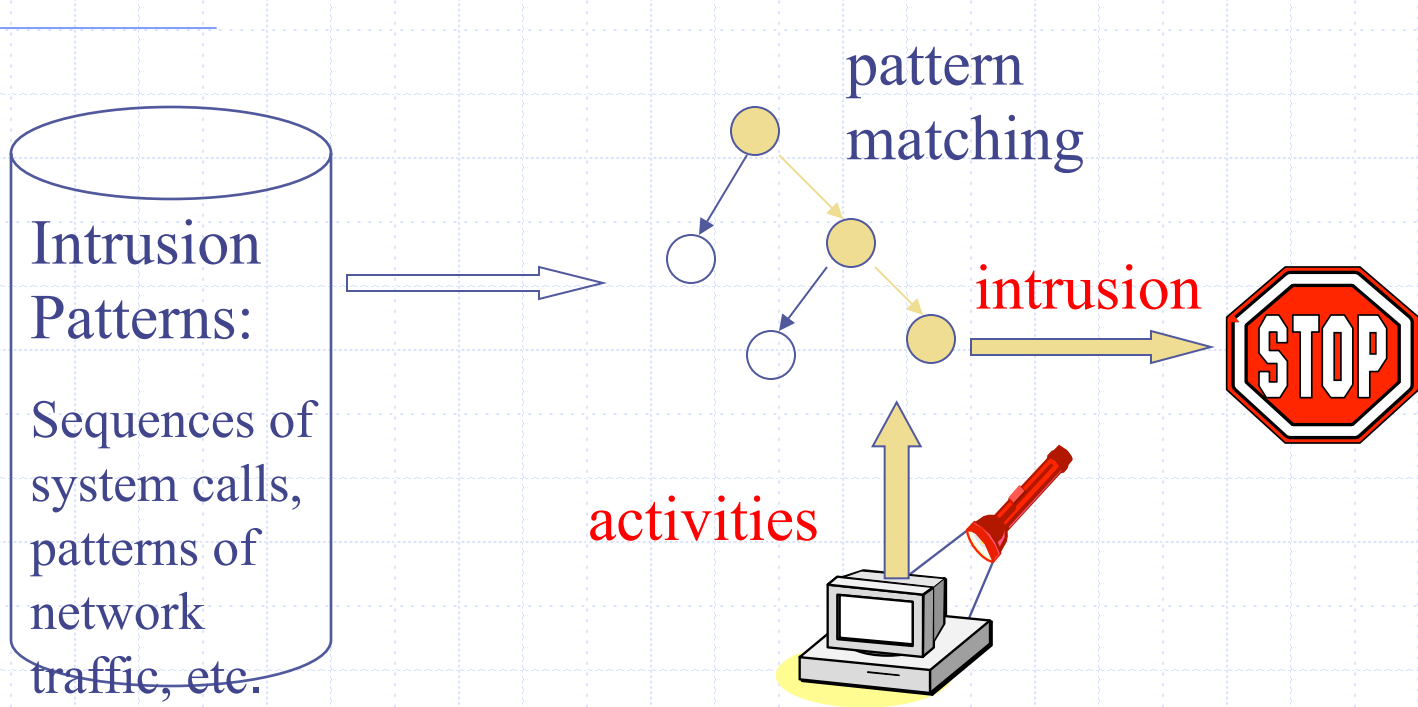 pattern
matching
Intrusion
Patterns:
Sequences of
system calls,
patterns of
network
traffic, etc.
intrusion
STOP
activities